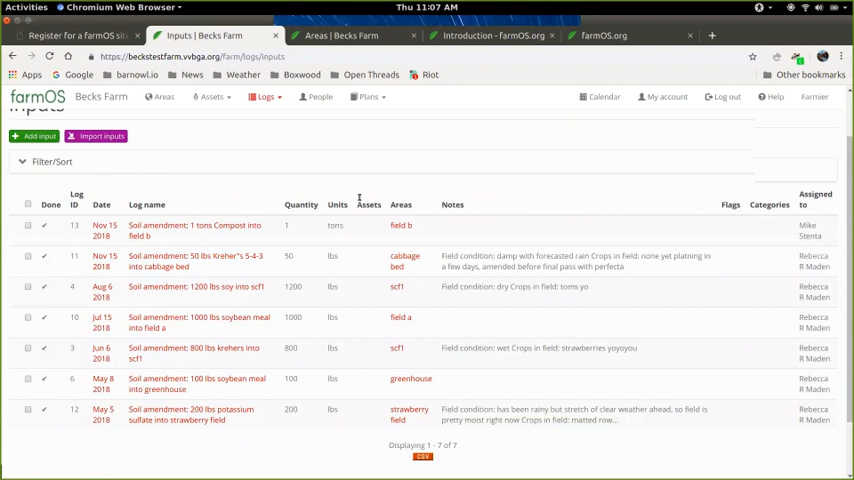 Activities Chromium Web Browser Thu 11:07 AM
Register for a farmOS sit Inputs | Becks Farm Areas | Becks Farm Introduction - farmOS.org farmOS.org
https://beckstestfarm.vvbga.org/farm/logs/inputs
Apps Google barnowl.io News Weather Boxwood Open Threads Riot Other bookmarks
farmOS Becks Farm Areas Assets Logs People Plans Calendar My account Log out Help Farmier
Inputs
Add input Import inputs
Filter/Sort
Done Log ID Date Log name Quantity Units Assets Areas Notes Flags Categories Assigned to
13 Nov 15 2018 Soil amendment: 1 tons Compost into field b 1 tons field b Mike Stenta
11 Nov 15 2018 Soil amendment: 50 lbs Kreher"s 5-4-3 into cabbage bed 50 lbs cabbage bed Field condition: damp with forecasted rain Crops in field: none yet platning in a few days, amended before final pass with perfecta Rebecca R Maden
4 Aug 6 2018 Soil amendment: 1200 lbs soy into scf1 1200 lbs scf1 Field condition: dry Crops in field: toms yo Rebecca R Maden
10 Jul 15 2018 Soil amendment: 1000 lbs soybean meal into field a 1000 lbs field a Rebecca R Maden
3 Jun 6 2018 Soil amendment: 800 lbs krehers into scf1 800 lbs scf1 Field condition: wet Crops in field: strawberries yoyoyou Rebecca R Maden
6 May 8 2018 Soil amendment: 100 lbs soybean meal into greenhouse 100 lbs greenhouse Rebecca R Maden
12 May 5 2018 Soil amendment: 200 lbs potassium sulfate into strawberry field 200 lbs strawberry field Field condition: has been rainy but stretch of clear weather ahead, so field is pretty moist right now Crops in field: matted row... Rebecca R Maden
Displaying 1 - 7 of 7
CSV